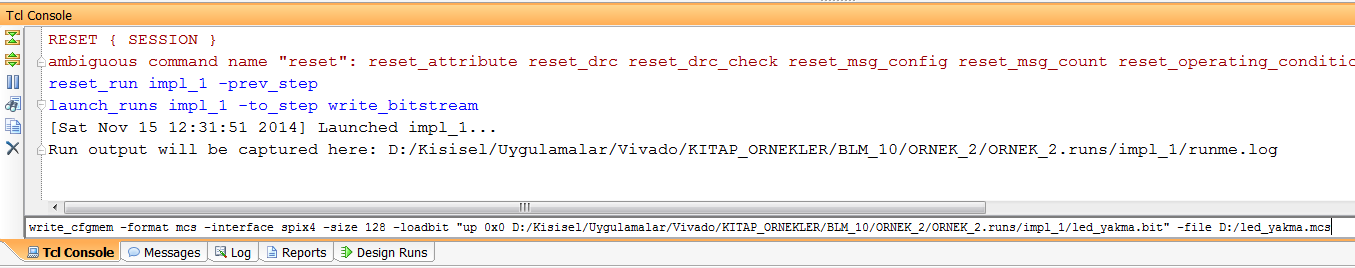 Tcl Console
RESET { SESSION }
ambiguous command name "reset": reset_attribute reset_drc reset_drc_check reset_msg_config reset_msg_count reset_operating_conditio
reset_run impl_1 -prev_step
launch_runs impl_1 -to_step write_bitstream
[Sat Nov 15 12:31:51 2014] Launched impl_1...
Run output will be captured here: D:/Kisisel/Uygulamalar/Vivado/KITAP_ORNEKLER/BLM_10/ORNEK_2/ORNEK_2.runs/impl_1/runme.log
write_cfgmem -format mcs -interface spix4 -size 128 -loadbit "up 0x0 D:/Kisisel/Uygulamalar/Vivado/KITAP_ORNEKLER/BLM_10/ORNEK_2/ORNEK_2.runs/impl_1/led_yakma.bit" -file D:/led_yakma.mcs
Tcl Console Messages Log Reports Design Runs